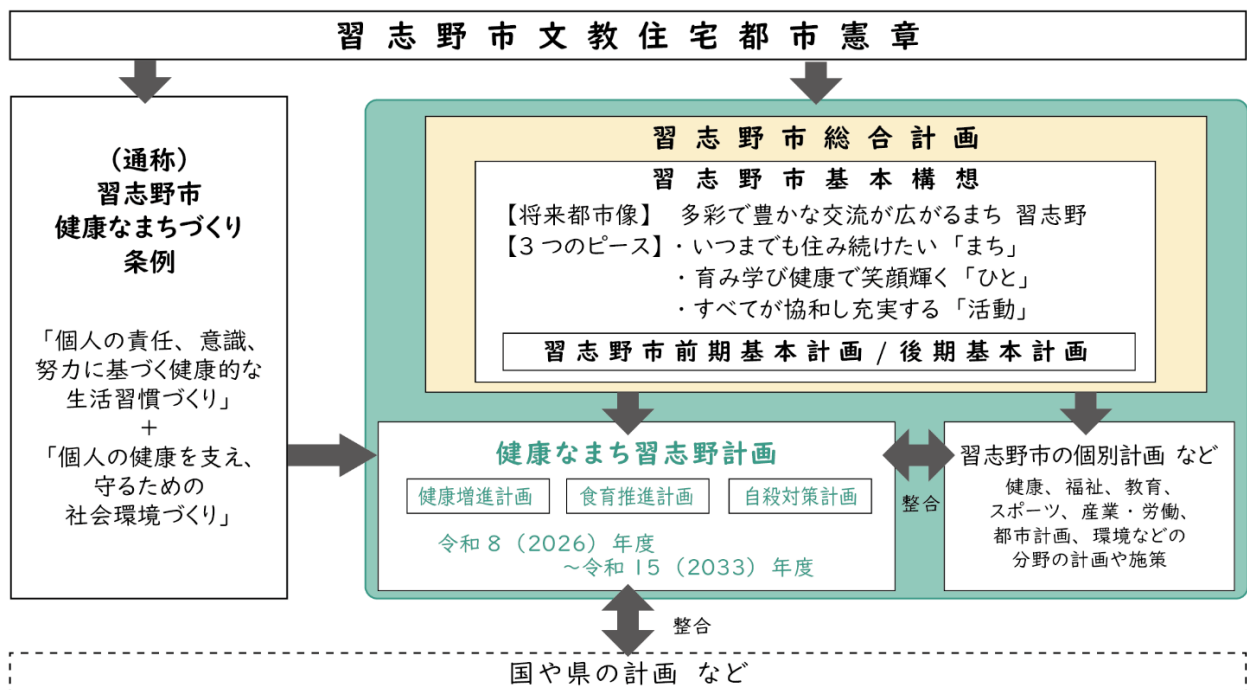 習志野市文教住宅都市憲章
(通称)
習志野市
健康なまちづくり
条例
「個人の責任、意識、
努力に基づく健康的な
生活習慣づくり」
+
「個人の健康を支え、
守るための
社会環境づくり」
習志野市総合計画
習志野市基本構想
【将来都市像】 多彩で豊かな交流が広がるまち 習志野
【3つのピース】・いつまでも住み続けたい「まち」
・育み学び健康で笑顔輝く「ひと」
・すべてが協和し充実する「活動」
習志野市前期基本計画/後期基本計画
健康なまち習志野計画
健康増進計画
食育推進計画
自殺対策計画
令和8(2026)年度
~令和15(2033)年度
整合
習志野市の個別計画 など
健康、福祉、教育、
スポーツ、産業・労働、
都市計画、環境などの
分野の計画や施策
整合
国や県の計画 など